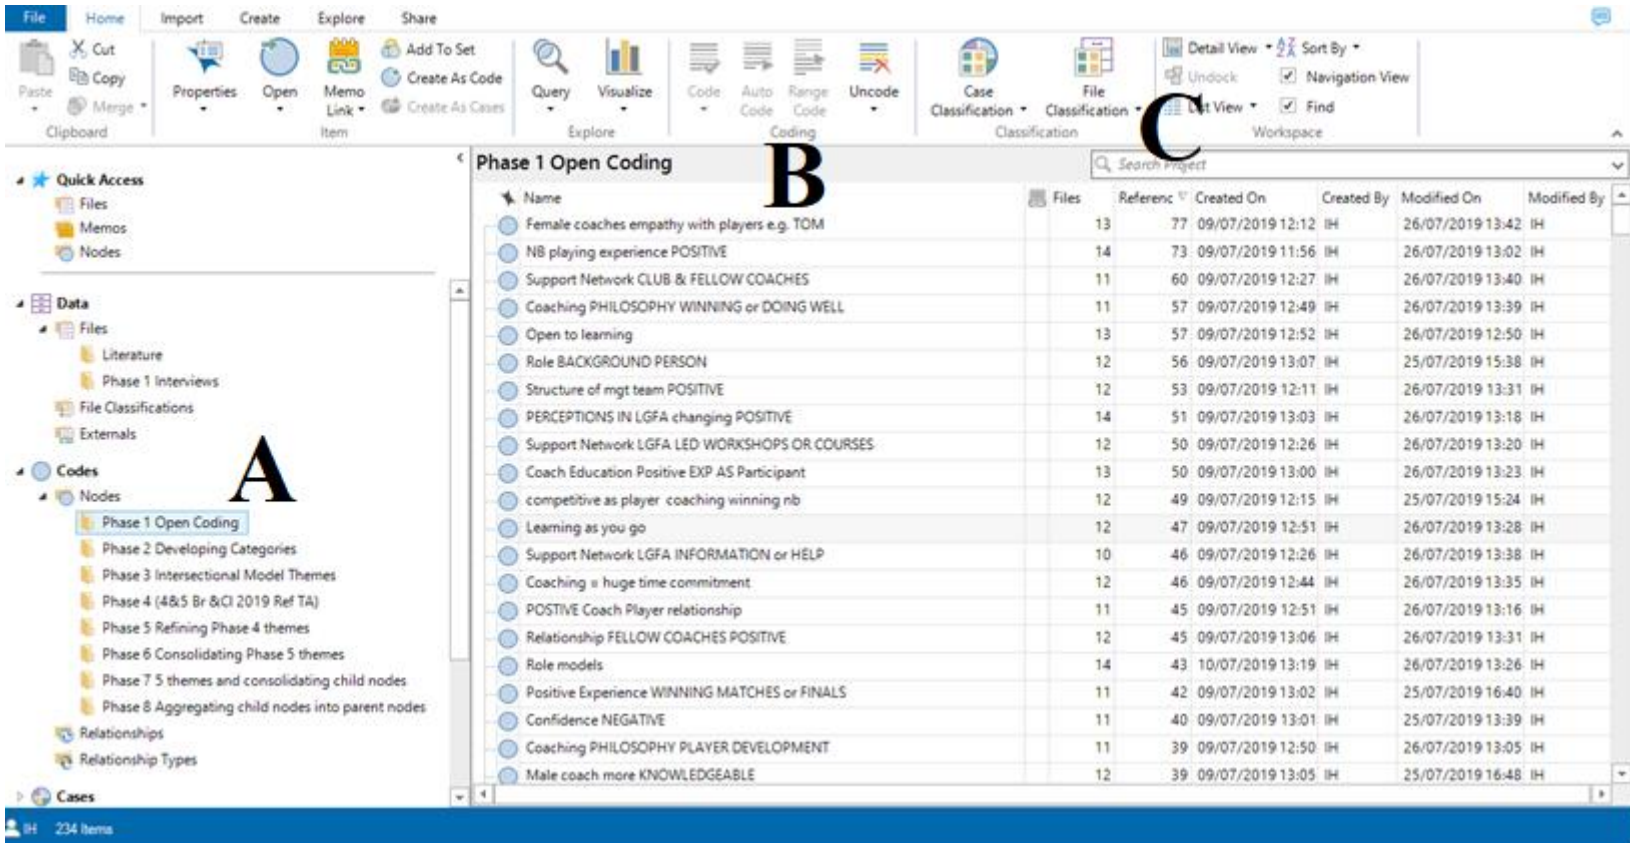 File Home Import Create Explore Share
Cut
Copy
Merge
Paste
Clipboard
Properties
Open
Memo Link
Add To Set
Create As Code
Create As Cases
Item
Query
Visualize
Explore
Code
Auto Code
Range Code
Uncode
Coding
Case Classification
File Classification
Classification
Detail View
Sort By
Undock
Navigation View
List View
Find
Workspace
A
B
C
Quick Access
Files
Memos
Nodes
Data
Files
Literature
Phase 1 Interviews
File Classifications
Externals
Codes
Nodes
Phase 1 Open Coding
Phase 2 Developing Categories
Phase 3 Intersectional Model Themes
Phase 4 (4&5 Br &Cl 2019 Ref TA)
Phase 5 Refining Phase 4 themes
Phase 6 Consolidating Phase 5 themes
Phase 7 5 themes and consolidating child nodes
Phase 8 Aggregating child nodes into parent nodes
Relationships
Relationship Types
Cases
Phase 1 Open Coding
Search Project
Name Files Referenc Created On Created By Modified On Modified By
Female coaches empathy with players e.g. TOM 13 77 09/07/2019 12:12 IH 26/07/2019 13:42 IH
NB playing experience POSITIVE 14 73 09/07/2019 11:56 IH 26/07/2019 13:02 IH
Support Network CLUB & FELLOW COACHES 11 60 09/07/2019 12:27 IH 26/07/2019 13:40 IH
Coaching PHILOSOPHY WINNING or DOING WELL 11 57 09/07/2019 12:49 IH 26/07/2019 13:39 IH
Open to learning 13 57 09/07/2019 12:52 IH 26/07/2019 12:50 IH
Role BACKGROUND PERSON 12 56 09/07/2019 13:07 IH 25/07/2019 15:38 IH
Structure of mgt team POSITIVE 12 53 09/07/2019 12:11 IH 26/07/2019 13:31 IH
PERCEPTIONS IN LGFA changing POSITIVE 14 51 09/07/2019 13:03 IH 26/07/2019 13:18 IH
Support Network LGFA LED WORKSHOPS OR COURSES 12 50 09/07/2019 12:26 IH 26/07/2019 13:20 IH
Coach Education Positive EXP AS Participant 13 50 09/07/2019 13:00 IH 26/07/2019 13:23 IH
competitive as player coaching winning nb 12 49 09/07/2019 12:15 IH 25/07/2019 15:24 IH
Learning as you go 12 47 09/07/2019 12:51 IH 26/07/2019 13:28 IH
Support Network LGFA INFORMATION or HELP 10 46 09/07/2019 12:26 IH 26/07/2019 13:38 IH
Coaching = huge time commitment 12 46 09/07/2019 12:44 IH 26/07/2019 13:35 IH
POSTIVE Coach Player relationship 11 45 09/07/2019 12:51 IH 26/07/2019 13:16 IH
Relationship FELLOW COACHES POSITIVE 12 45 09/07/2019 13:06 IH 26/07/2019 13:31 IH
Role models 14 43 10/07/2019 13:19 IH 26/07/2019 13:26 IH
Positive Experience WINNING MATCHES or FINALS 11 42 09/07/2019 13:02 IH 25/07/2019 16:40 IH
Confidence NEGATIVE 11 40 09/07/2019 13:01 IH 25/07/2019 13:39 IH
Coaching PHILOSOPHY PLAYER DEVELOPMENT 11 39 09/07/2019 12:50 IH 26/07/2019 13:05 IH
Male coach more KNOWLEDGEABLE 12 39 09/07/2019 13:05 IH 25/07/2019 16:48 IH
IH 234 Items